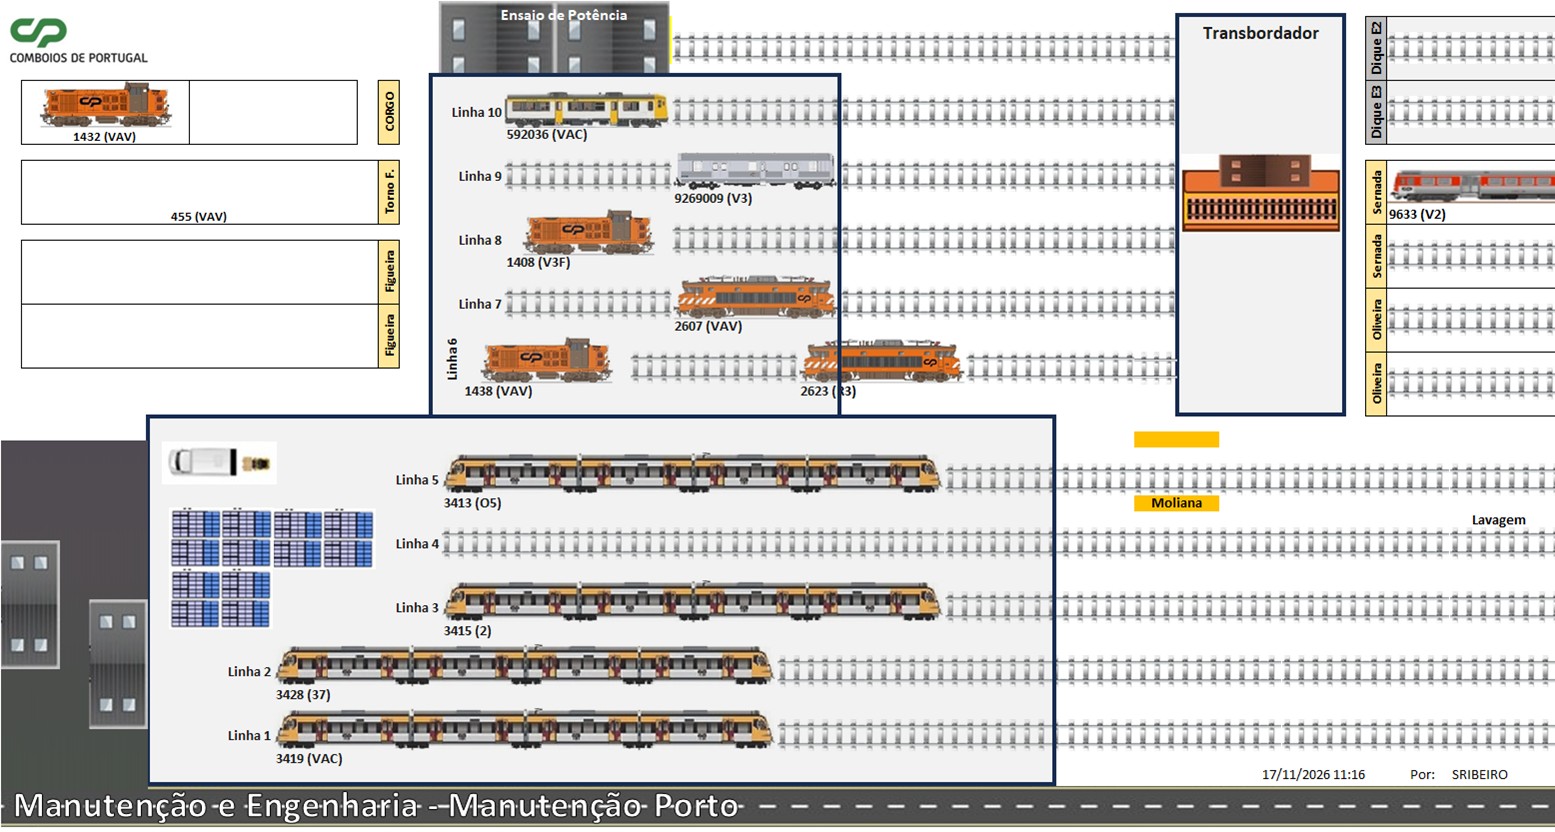 CP
COMBOIOS DE PORTUGAL
Ensaio de Potência
Transbordador
Dique E2
Dique E3
1432 (VAV)
CORGO
Linha 10
592036 (VAC)
455 (VAV)
Torno F.
Linha 9
9269009 (V3)
Sernada
9633 (V2)
Linha 8
1408 (V3F)
Figueira
Sernada
Linha 7
2607 (VAV)
Figueira
Oliveira
Linha 6
1438 (VAV)
2623 (R3)
Oliveira
Linha 5
3413 (O5)
Moliana
Lavagem
Linha 4
Linha 3
3415 (2)
Linha 2
3428 (37)
Linha 1
3419 (VAC)
17/11/2026 11:16
Por:
SRIBEIRO
Manutenção e Engenharia - Manutenção Porto